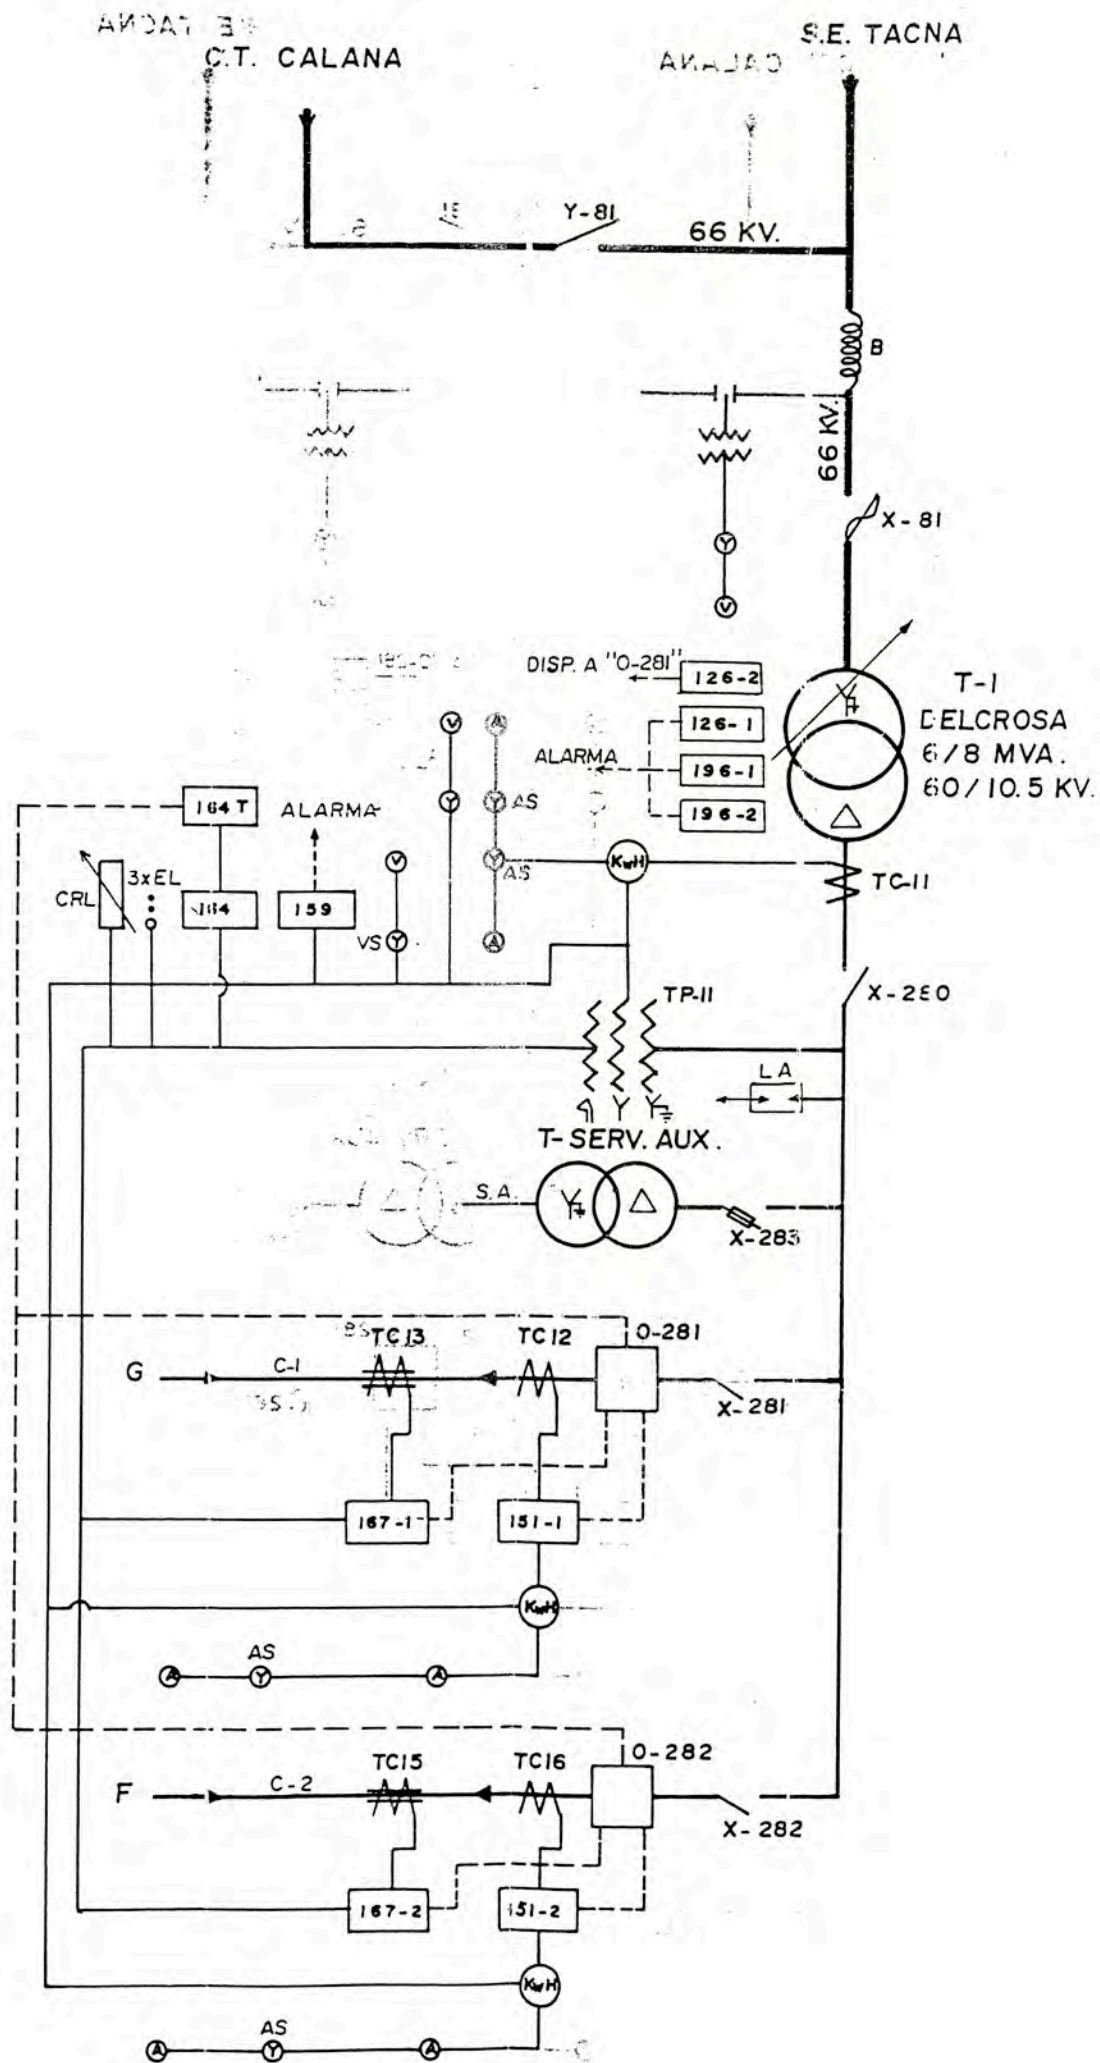 S.E. TACNA
C.T. CALANA
Y-81
66 KV.
B
66 KV.
X-81
Y
V
DISP. A "O-281"
126-2
126-1
ALARMA
196-1
196-2
T-1
DELCROSA
6/8 MVA.
60/10.5 KV.
V
A
Y
Y
AS
164 T
ALARMA
V
Y
AS
KWH
TC-11
CRL
3xEL
164
159
VS
Y
A
X-280
TP-11
LA
T-SERV. AUX.
S.A.
X-283
O-281
TC13
TC12
G
C-1
X-281
167-1
151-1
KWH
AS
A
Y
A
O-282
TC15
TC16
F
C-2
X-282
167-2
151-2
KWH
AS
A
Y
A